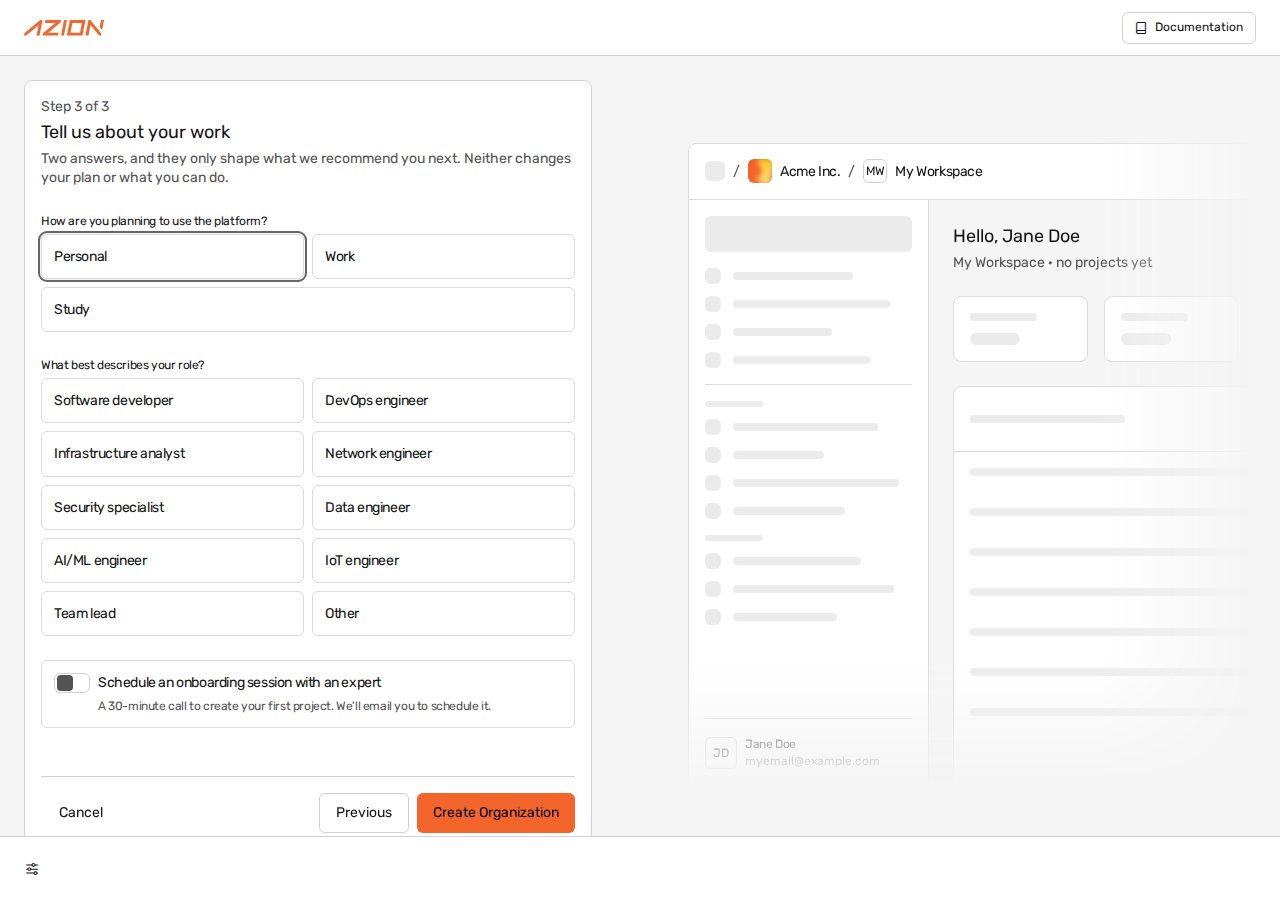 AZION
Documentation
Step 3 of 3
Tell us about your work
Two answers, and they only shape what we recommend you next. Neither changes
your plan or what you can do.
How are you planning to use the platform?
Personal
Work
Study
What best describes your role?
Software developer
DevOps engineer
Infrastructure analyst
Network engineer
Security specialist
Data engineer
AI/ML engineer
IoT engineer
Team lead
Other
Schedule an onboarding session with an expert
A 30-minute call to create your first project. We'll email you to schedule it.
Cancel
Previous
Create Organization
/ Acme Inc. / MW My Workspace
Hello, Jane Doe
My Workspace • no projects yet
JD
Jane Doe
myemail@example.com